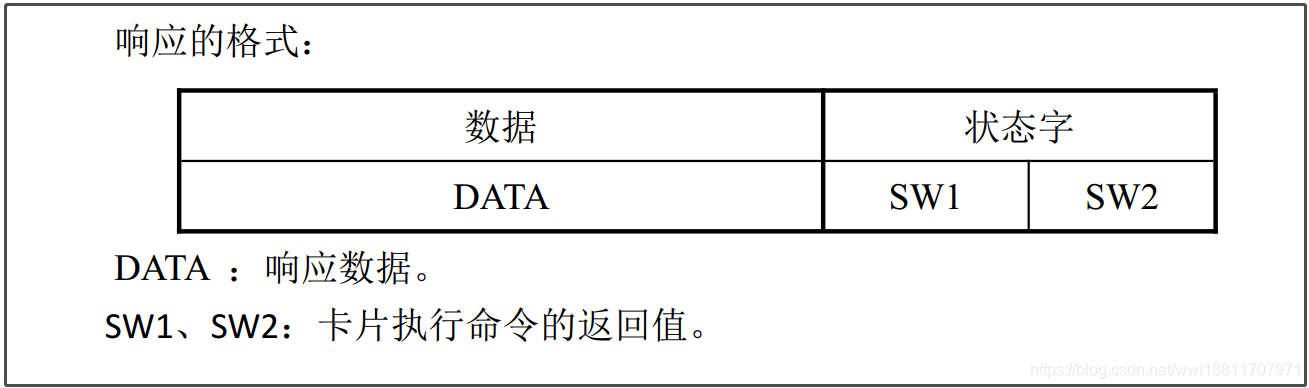 响应的格式：
数据 状态字
DATA SW1 SW2
DATA ：响应数据。
SW1、SW2：卡片执行命令的返回值。
https://blog.csdn.net/wwt18811707971